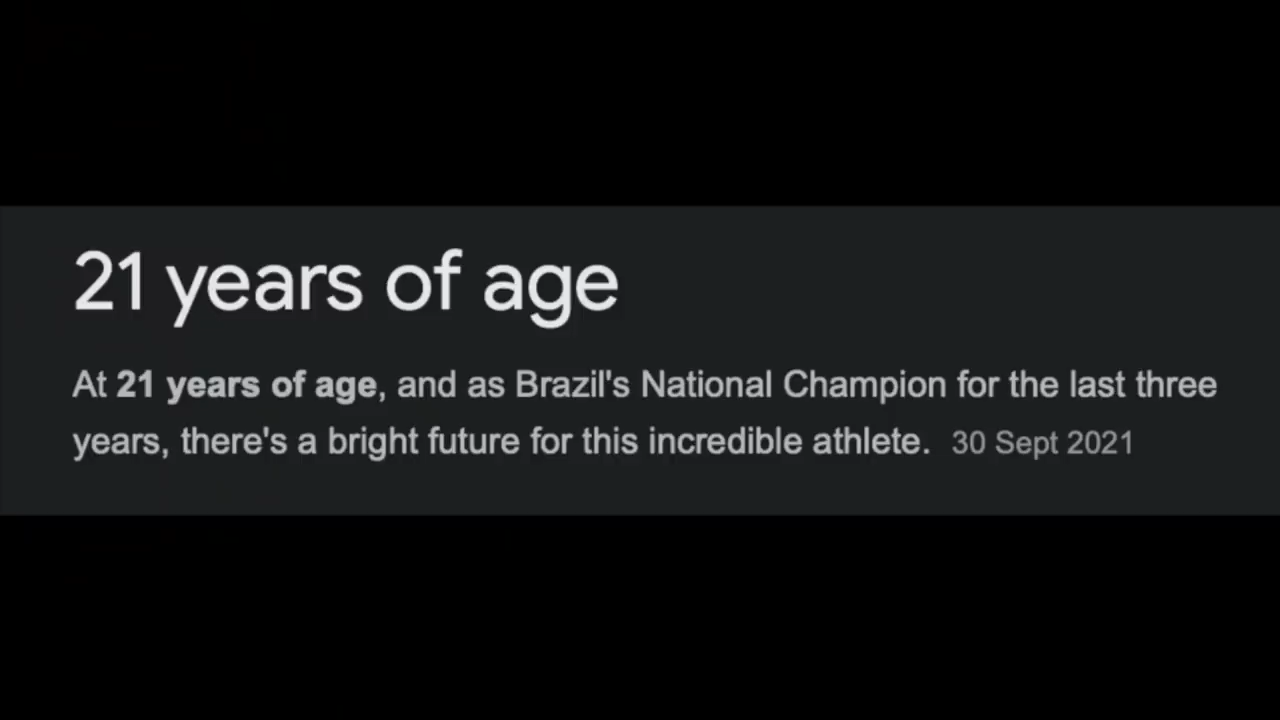 21 years of age
At 21 years of age, and as Brazil's National Champion for the last three
years, there's a bright future for this incredible athlete. 30 Sept 2021